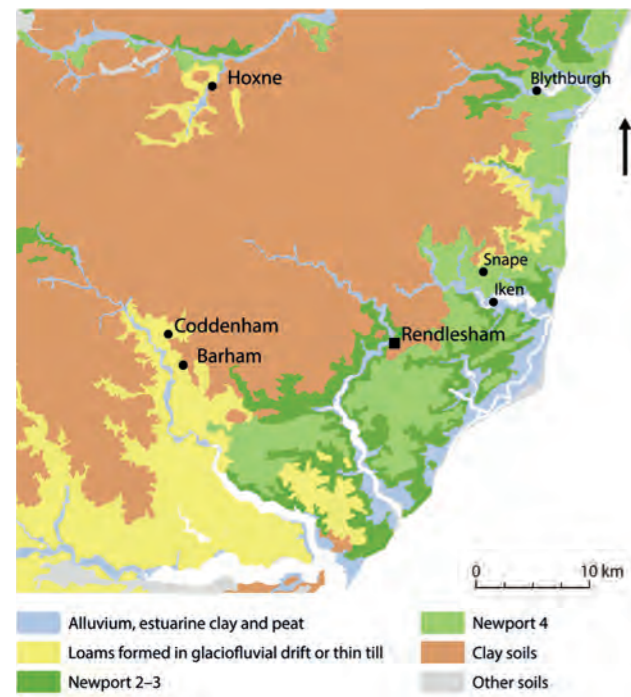 Hoxne
Blythburgh
Snape
Iken
Coddenham
Rendlesham
Barham
0 10 km
Alluvium, estuarine clay and peat
Loams formed in glaciofluvial drift or thin till
Newport 2–3
Newport 4
Clay soils
Other soils